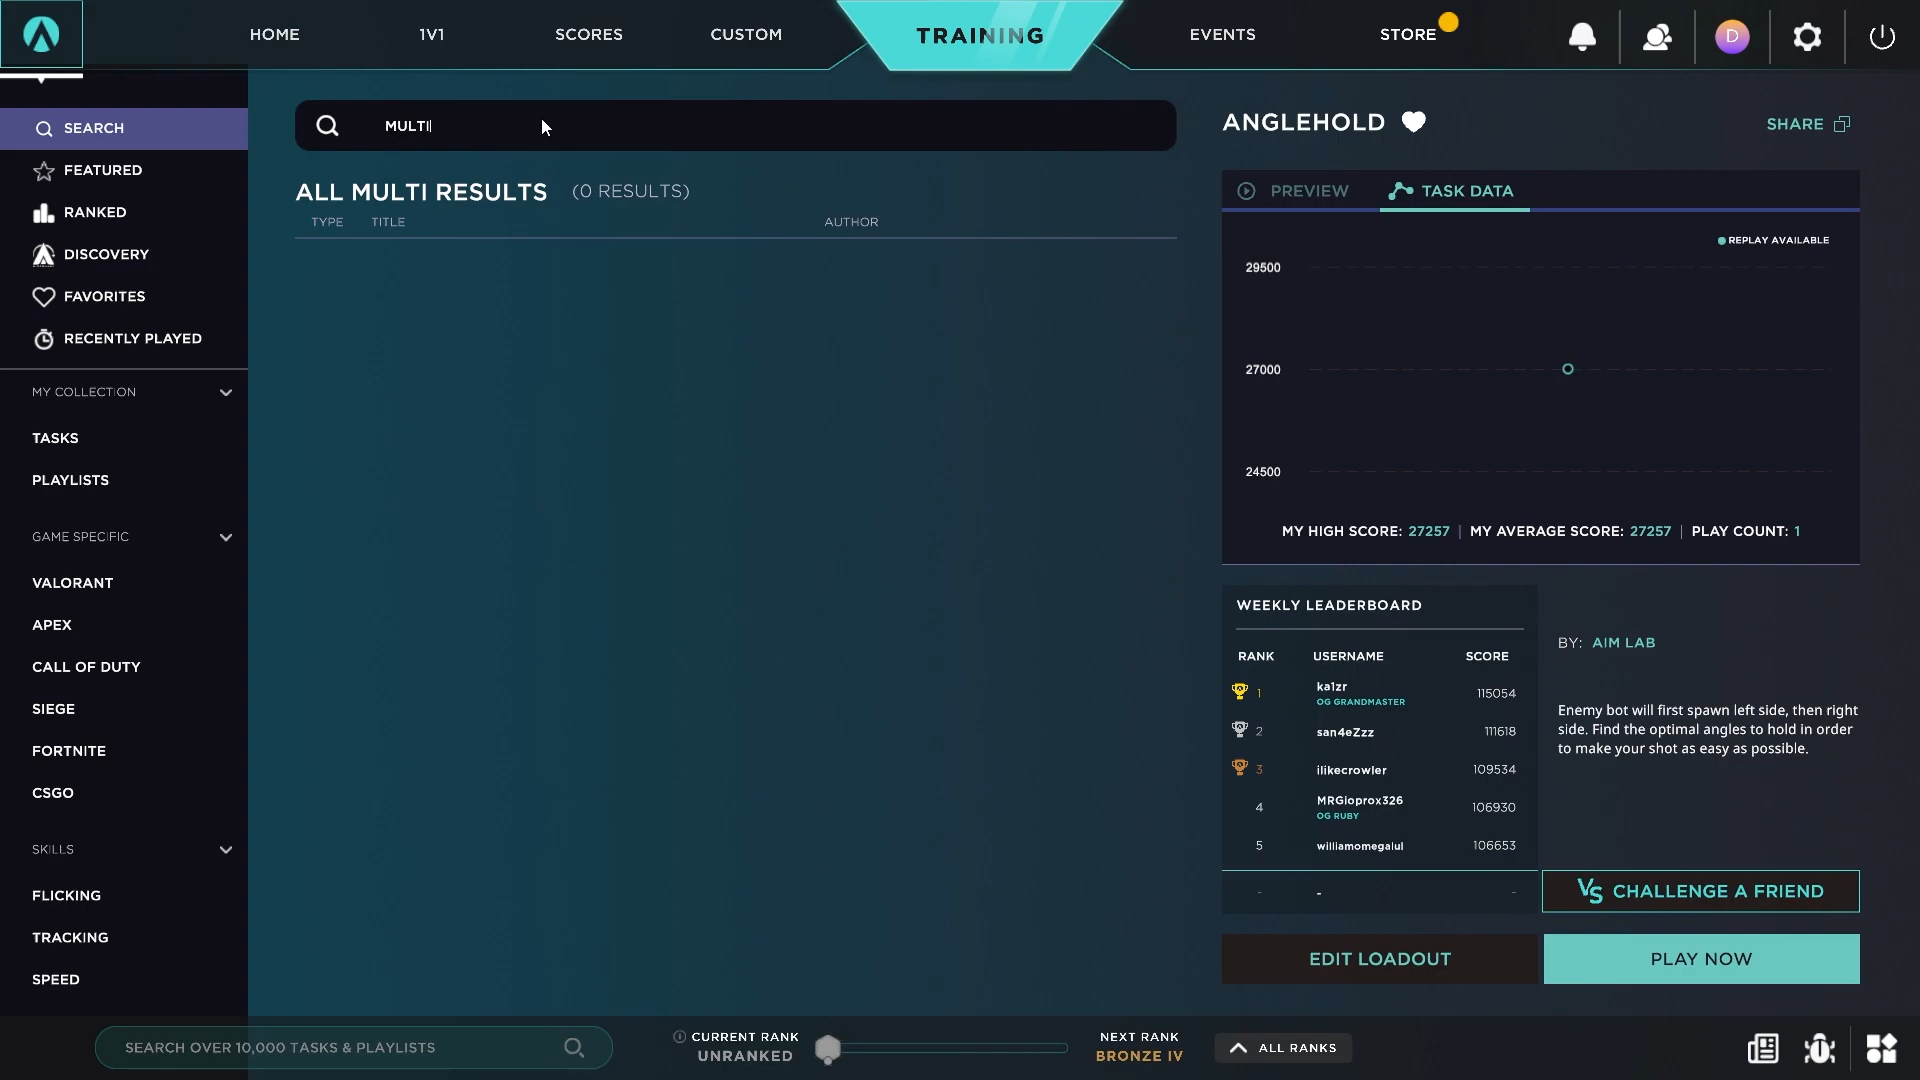 HOME
1V1
SCORES
CUSTOM
TRAINING
EVENTS
STORE
D
SEARCH
FEATURED
RANKED
DISCOVERY
FAVORITES
RECENTLY PLAYED
MY COLLECTION
TASKS
PLAYLISTS
GAME SPECIFIC
VALORANT
APEX
CALL OF DUTY
SIEGE
FORTNITE
CSGO
SKILLS
FLICKING
TRACKING
SPEED
MULTI
ALL MULTI RESULTS (0 RESULTS)
TYPE TITLE AUTHOR
ANGLEHOLD
SHARE
PREVIEW TASK DATA
REPLAY AVAILABLE
29500
27000
24500
MY HIGH SCORE: 27257 | MY AVERAGE SCORE: 27257 | PLAY COUNT: 1
WEEKLY LEADERBOARD
RANK USERNAME SCORE
1 ka1zr 115054
OG GRANDMASTER
2 san4eZzz 111618
3 ilikecrowler 109534
4 MRGioprox326 106930
OG RUBY
5 williamomegalul 106653
- - -
BY: AIM LAB
Enemy bot will first spawn left side, then right
side. Find the optimal angles to hold in order
to make your shot as easy as possible.
VS CHALLENGE A FRIEND
EDIT LOADOUT
PLAY NOW
SEARCH OVER 10,000 TASKS & PLAYLISTS
CURRENT RANK
UNRANKED
NEXT RANK
BRONZE IV
ALL RANKS